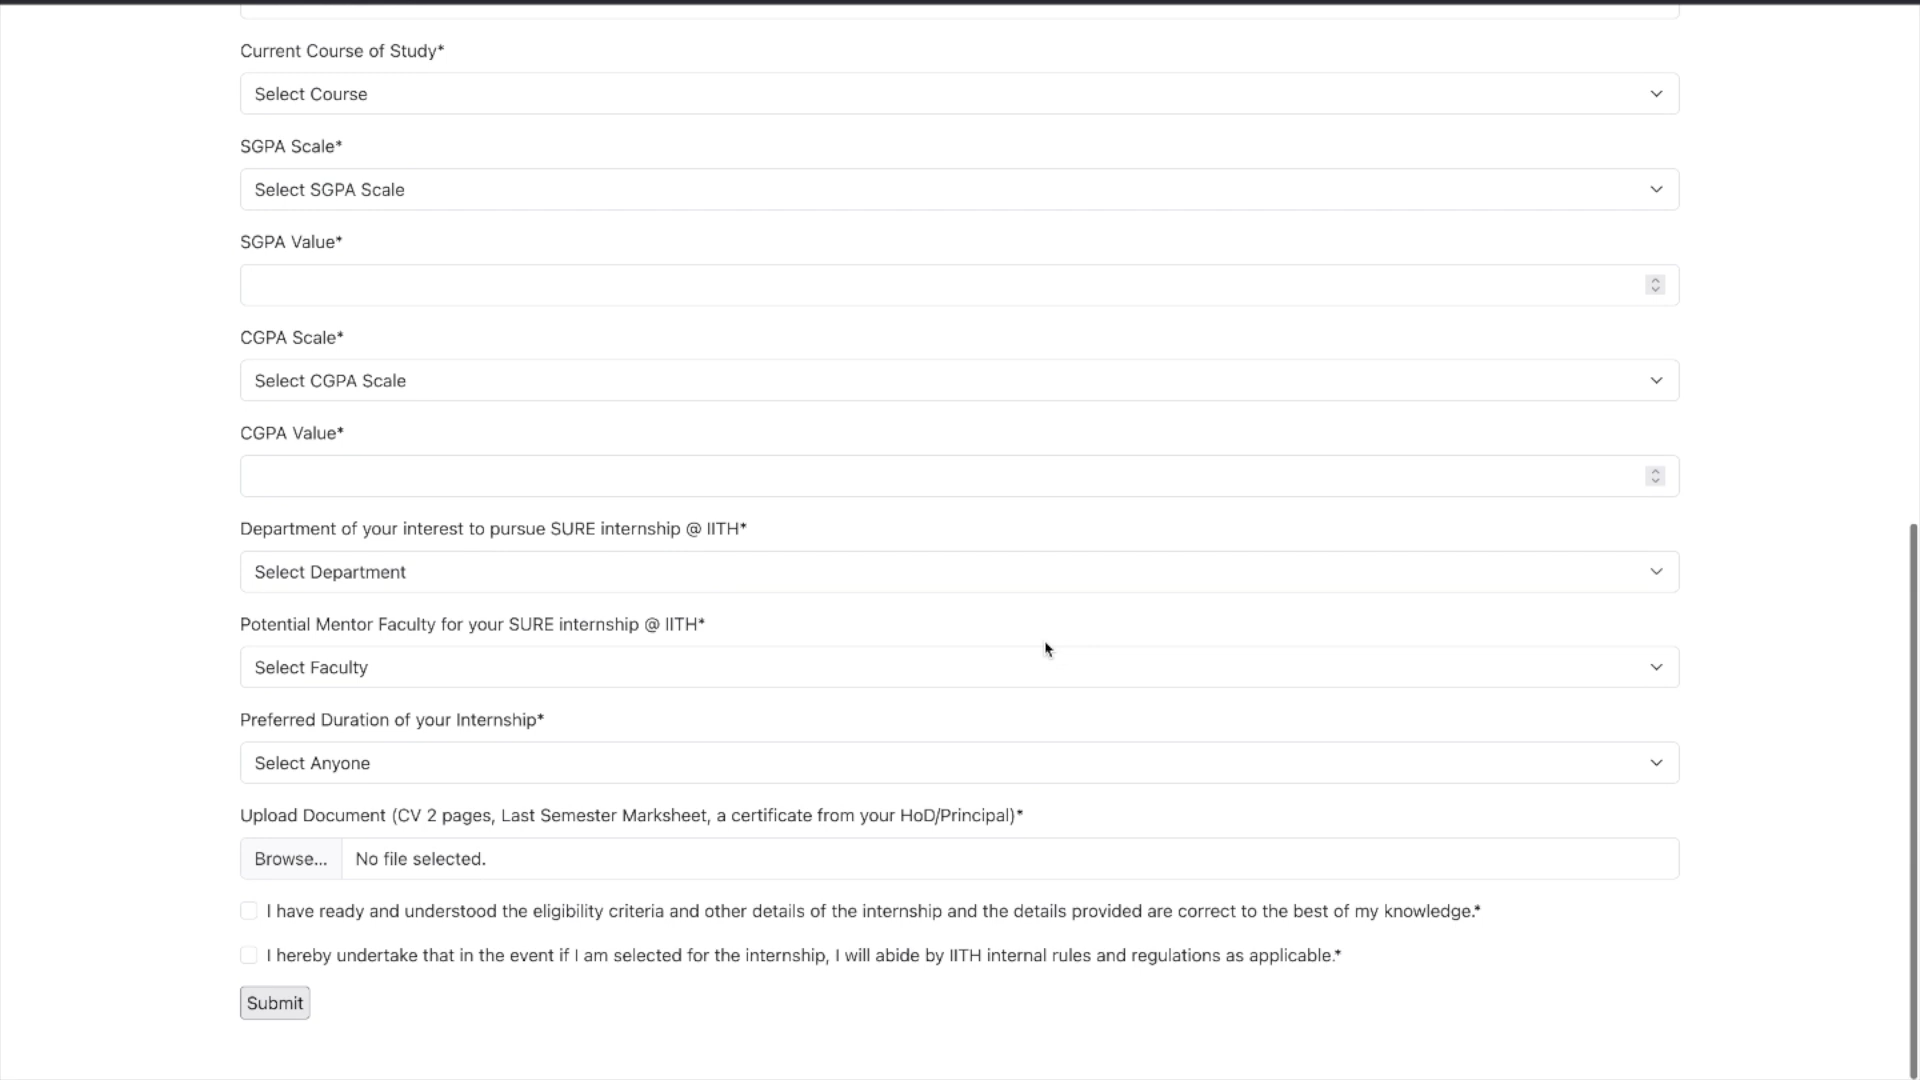 Current Course of Study*
Select Course
SGPA Scale*
Select SGPA Scale
SGPA Value*
CGPA Scale*
Select CGPA Scale
CGPA Value*
Department of your interest to pursue SURE internship @ IITH*
Select Department
Potential Mentor Faculty for your SURE internship @ IITH*
Select Faculty
Preferred Duration of your Internship*
Select Anyone
Upload Document (CV 2 pages, Last Semester Marksheet, a certificate from your HoD/Principal)*
Browse... No file selected.
I have ready and understood the eligibility criteria and other details of the internship and the details provided are correct to the best of my knowledge.*
I hereby undertake that in the event if I am selected for the internship, I will abide by IITH internal rules and regulations as applicable.*
Submit